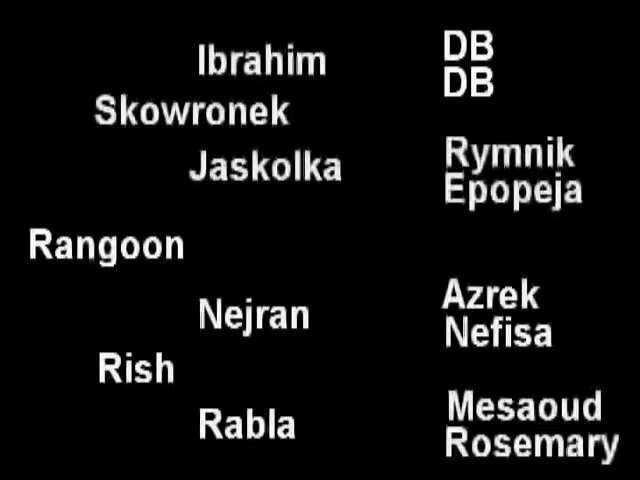 Ibrahim
DB
DB
Skowronek
Jaskolka
Rymnik
Epopeja
Rangoon
Nejran
Azrek
Nefisa
Rish
Rabla
Mesaoud
Rosemary